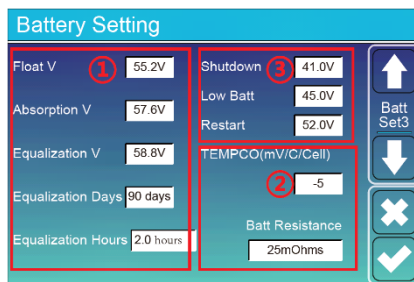 Battery Setting
①
Float V 55.2V
Absorption V 57.6V
Equalization V 58.8V
Equalization Days 90 days
Equalization Hours 2.0 hours
③
Shutdown 41.0V
Low Batt 45.0V
Restart 52.0V
TEMPCO(mV/C/Cell)
② -5
Batt Resistance
25mOhms
Batt
Set3